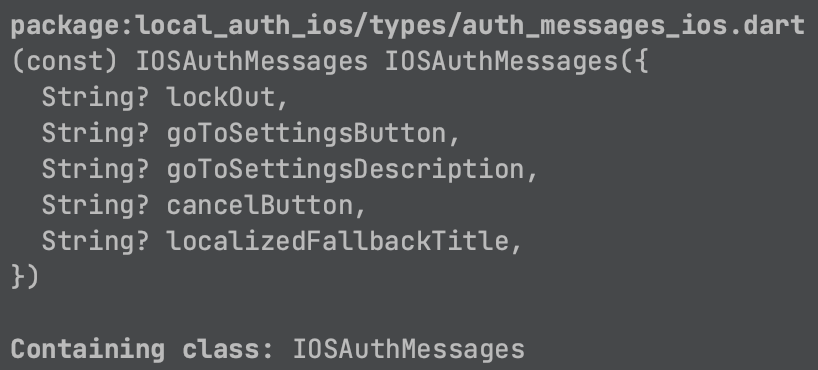 package:local_auth_ios/types/auth_messages_ios.dart
(const) IOSAuthMessages IOSAuthMessages({
  String? lockOut,
  String? goToSettingsButton,
  String? goToSettingsDescription,
  String? cancelButton,
  String? localizedFallbackTitle,
})

Containing class: IOSAuthMessages